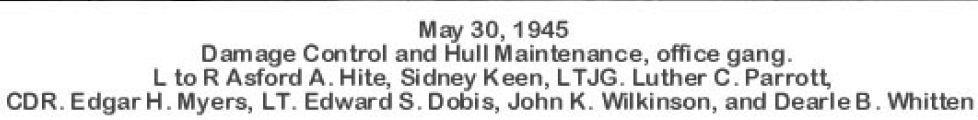 May 30, 1945
Damage Control and Hull Maintenance, office gang.
L to R Asford A. Hite, Sidney Keen, LTJG. Luther C. Parrott,
CDR. Edgar H. Myers, LT. Edward S. Dobis, John K. Wilkinson, and Dearle B. Whitten